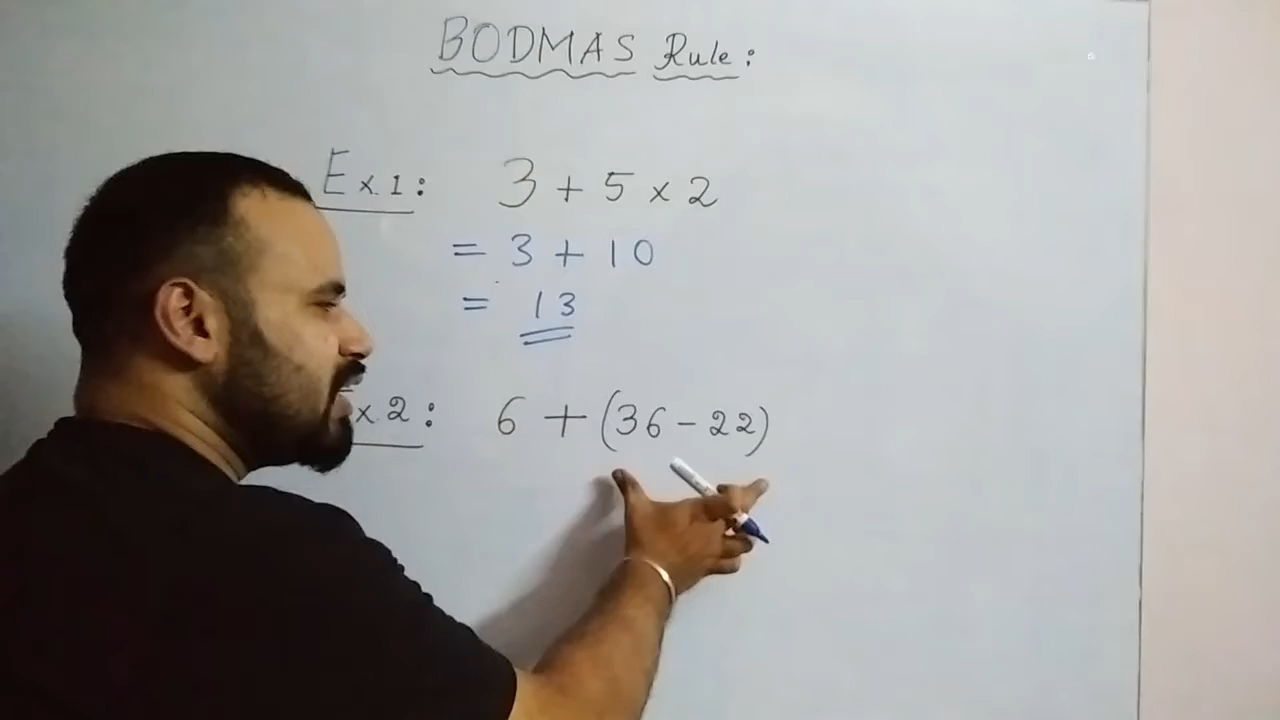 BODMAS Rule:
Ex.1: 3 + 5 × 2
= 3 + 10
= 13
x.2: 6 + (36 - 22)